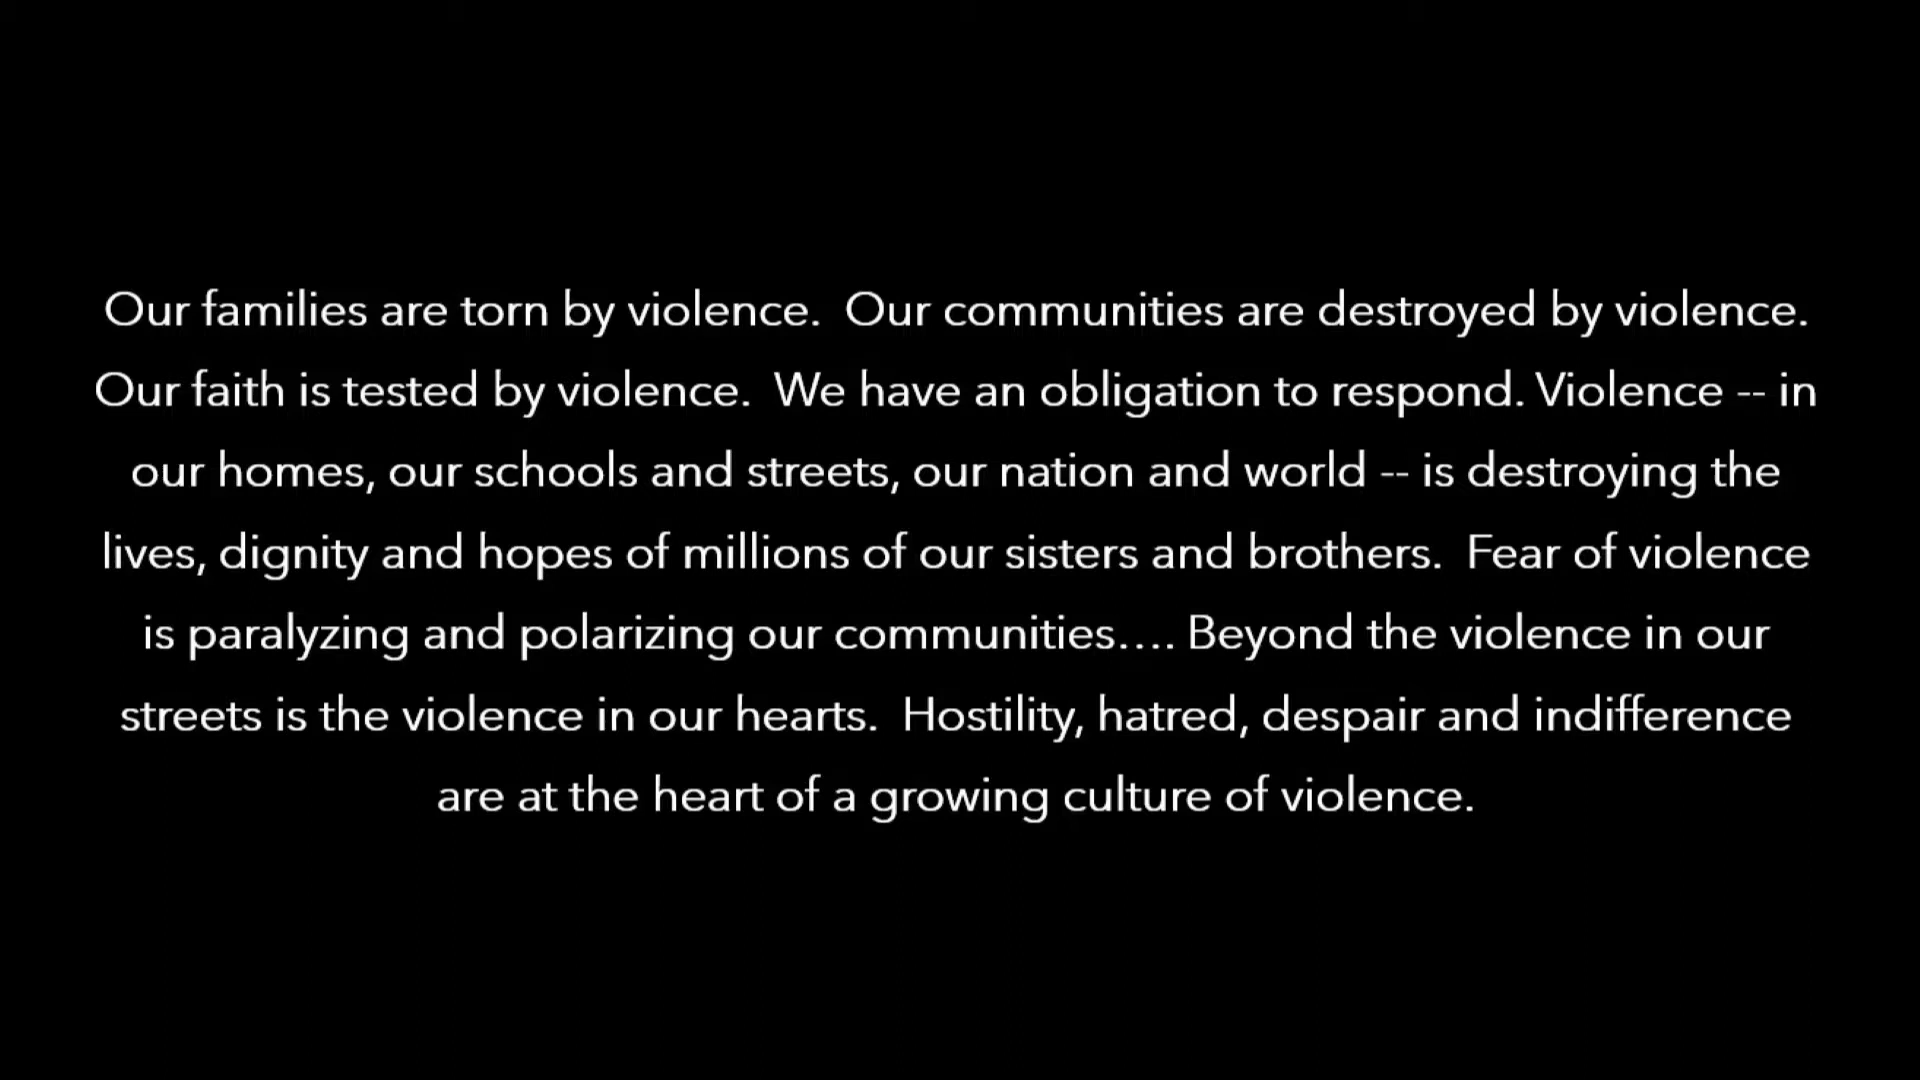 Our families are torn by violence.  Our communities are destroyed by violence.
Our faith is tested by violence.  We have an obligation to respond. Violence -- in
our homes, our schools and streets, our nation and world -- is destroying the
lives, dignity and hopes of millions of our sisters and brothers.  Fear of violence
is paralyzing and polarizing our communities…. Beyond the violence in our
streets is the violence in our hearts.  Hostility, hatred, despair and indifference
are at the heart of a growing culture of violence.